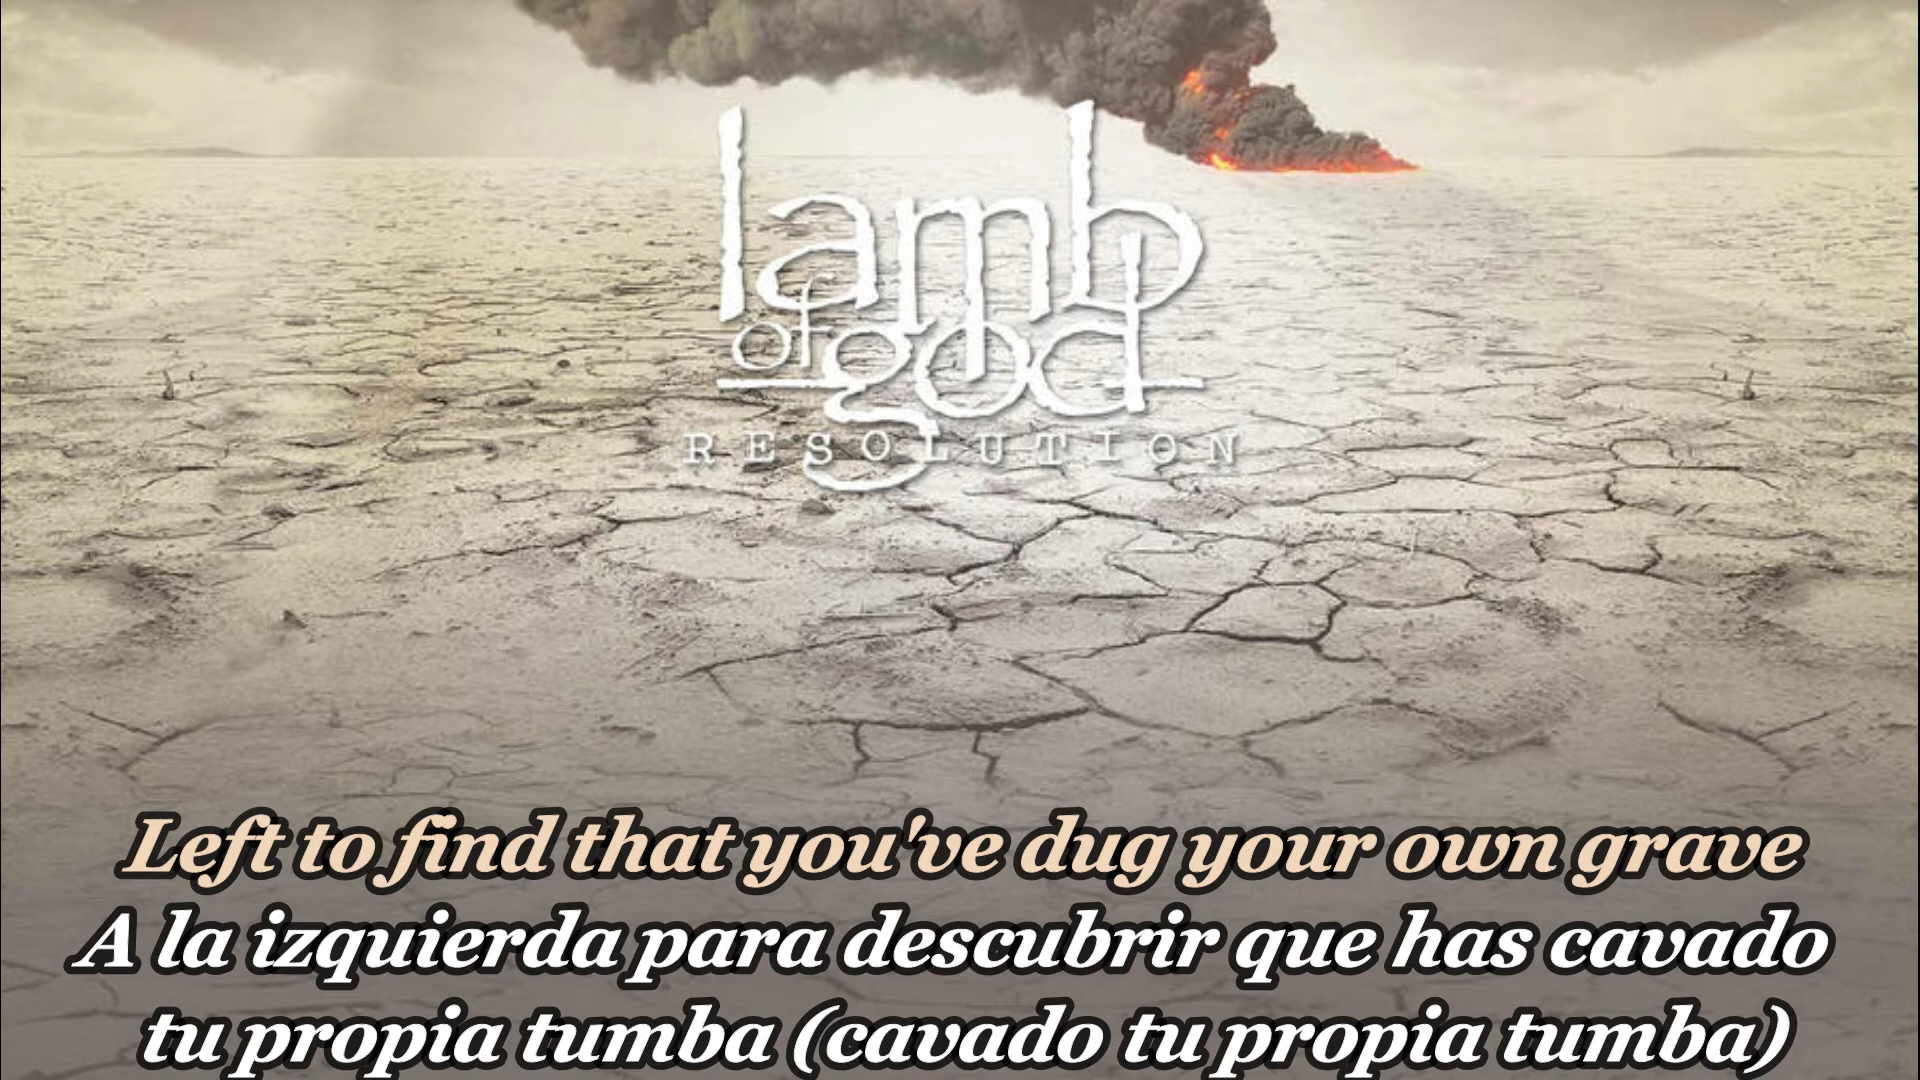 lamb
of god
RESOLUTION
Left to find that you've dug your own grave
A la izquierda para descubrir que has cavado
tu propia tumba (cavado tu propia tumba)